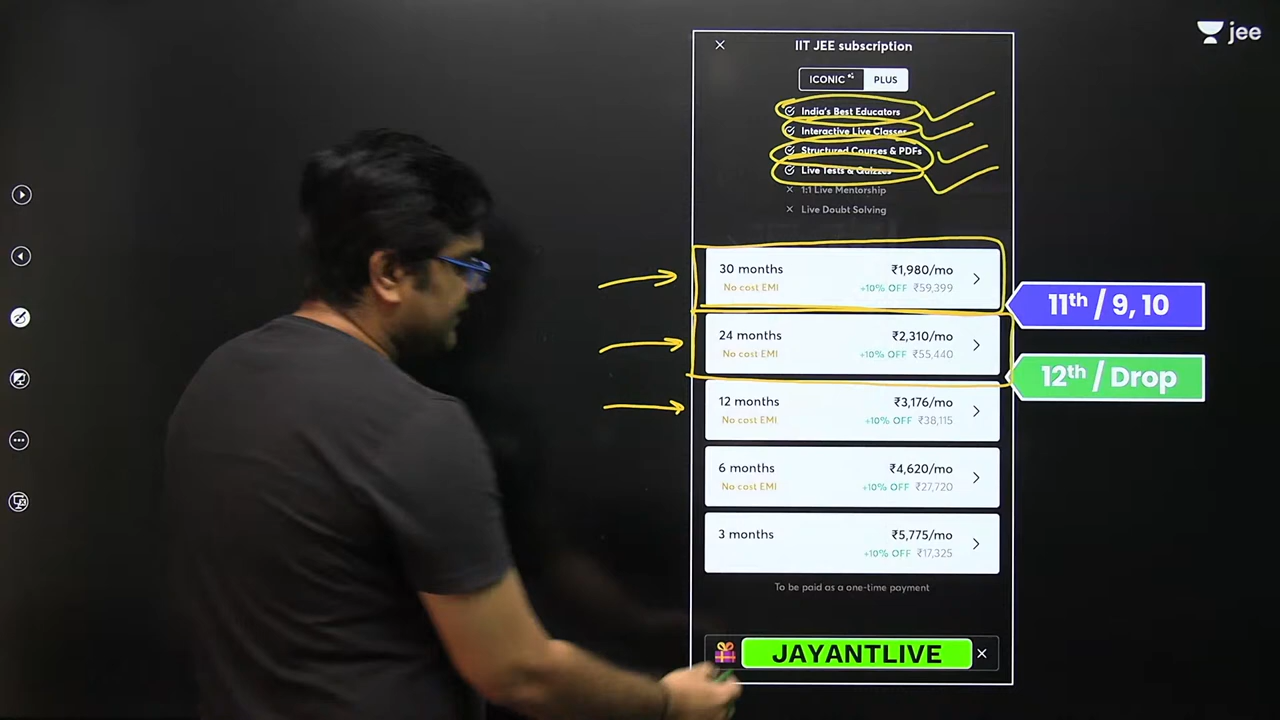 jee
IIT JEE subscription
ICONIC PLUS
India's Best Educators
Interactive Live Classes
Structured Courses & PDFs
Live Tests & Quizzes
1:1 Live Mentorship
Live Doubt Solving
30 months ₹1,980/mo
No cost EMI +10% OFF ₹59,399
11th / 9, 10
24 months ₹2,310/mo
No cost EMI +10% OFF ₹55,440
12th / Drop
12 months ₹3,176/mo
No cost EMI +10% OFF ₹38,115
6 months ₹4,620/mo
No cost EMI +10% OFF ₹27,720
3 months ₹5,775/mo
+10% OFF ₹17,325
To be paid as a one-time payment
JAYANTLIVE